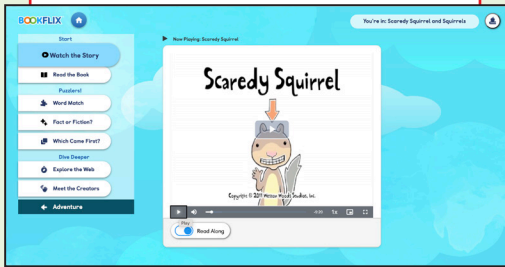 BOOKFLIX
You're in: Scaredy Squirrel and Squirrels
Start
Watch the Story
Read the Book
Puzzlers!
Word Match
Fact or Fiction?
Which Came First?
Dive Deeper
Explore the Web
Meet the Creators
Adventure
Now Playing: Scaredy Squirrel
Scaredy Squirrel
Copyright © 2011 Weston Woods Studios, Inc.
1x
Play
Read Along